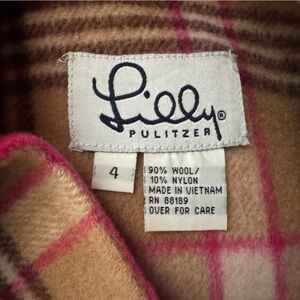 Lilly®
PULITZER
4
90% WOOL/
10% NYLON
MADE IN VIETNAM
RN 88189
OVER FOR CARE